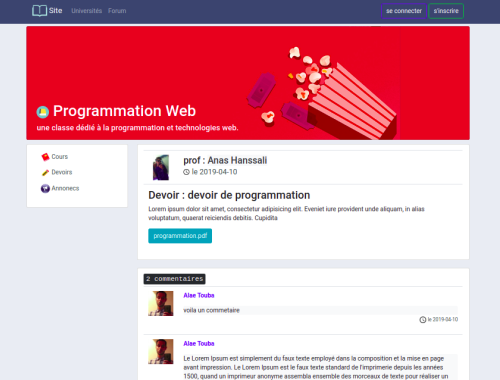 Site Universités Forum se connecter s'inscrire
Programmation Web
une classe dédié à la programmation et technologies web.
Cours
Devoirs
Annonecs
prof : Anas Hanssali
le 2019-04-10
Devoir : devoir de programmation
Lorem ipsum dolor sit amet, consectetur adipisicing elit. Eveniet iure provident unde aliquam, in alias
voluptatum, quaerat reiciendis debitis. Cupidita
programmation.pdf
2 commentaires
Alae Touba
voila un commetaire
le 2019-04-10
Alae Touba
Le Lorem Ipsum est simplement du faux texte employé dans la composition et la mise en page
avant impression. Le Lorem Ipsum est le faux texte standard de l'imprimerie depuis les années
1500, quand un imprimeur anonyme assembla ensemble des morceaux de texte pour réaliser un